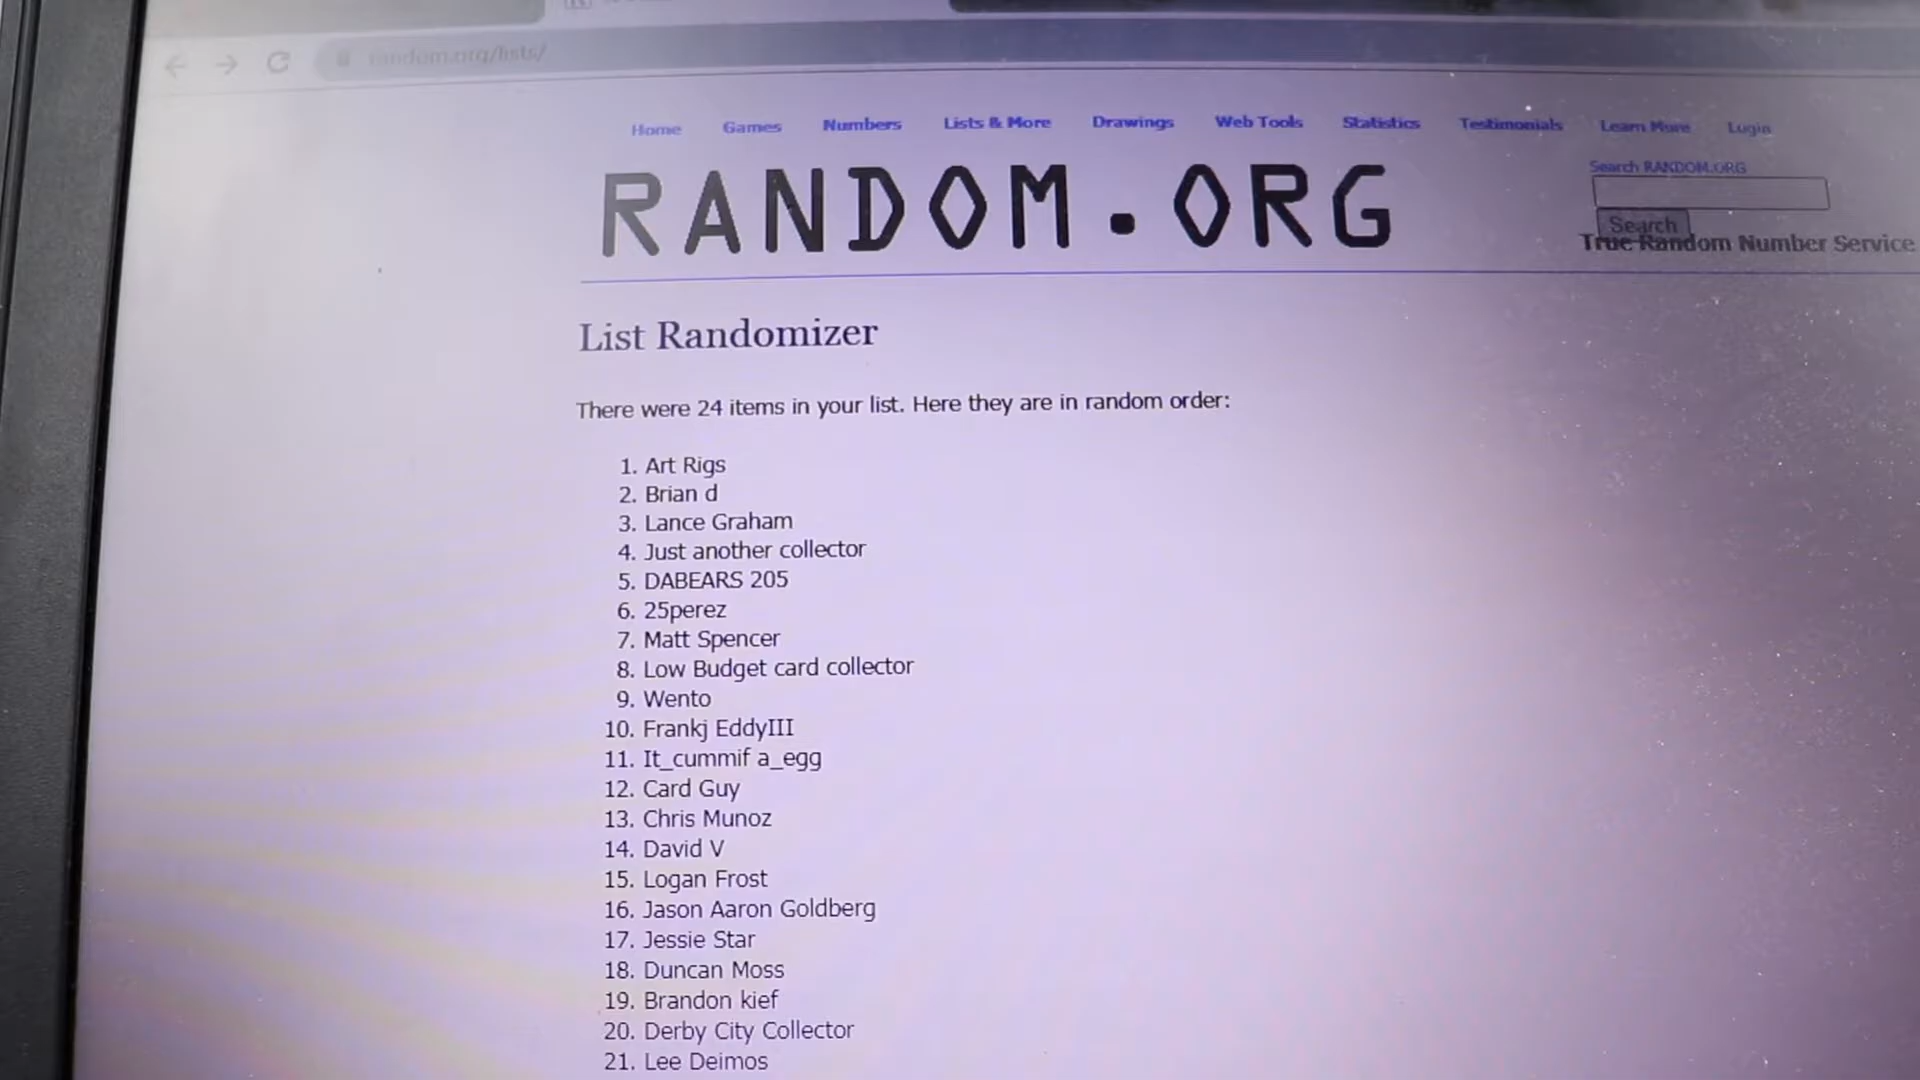 random.org/lists/
Home Games Numbers Lists & More Drawings Web Tools Statistics Testimonials Learn More Login
RANDOM.ORG
Search RANDOM.ORG
Search
True Random Number Service
List Randomizer
There were 24 items in your list. Here they are in random order:
1. Art Rigs
2. Brian d
3. Lance Graham
4. Just another collector
5. DABEARS 205
6. 25perez
7. Matt Spencer
8. Low Budget card collector
9. Wento
10. Frankj EddyIII
11. It_cummif a_egg
12. Card Guy
13. Chris Munoz
14. David V
15. Logan Frost
16. Jason Aaron Goldberg
17. Jessie Star
18. Duncan Moss
19. Brandon kief
20. Derby City Collector
21. Lee Deimos